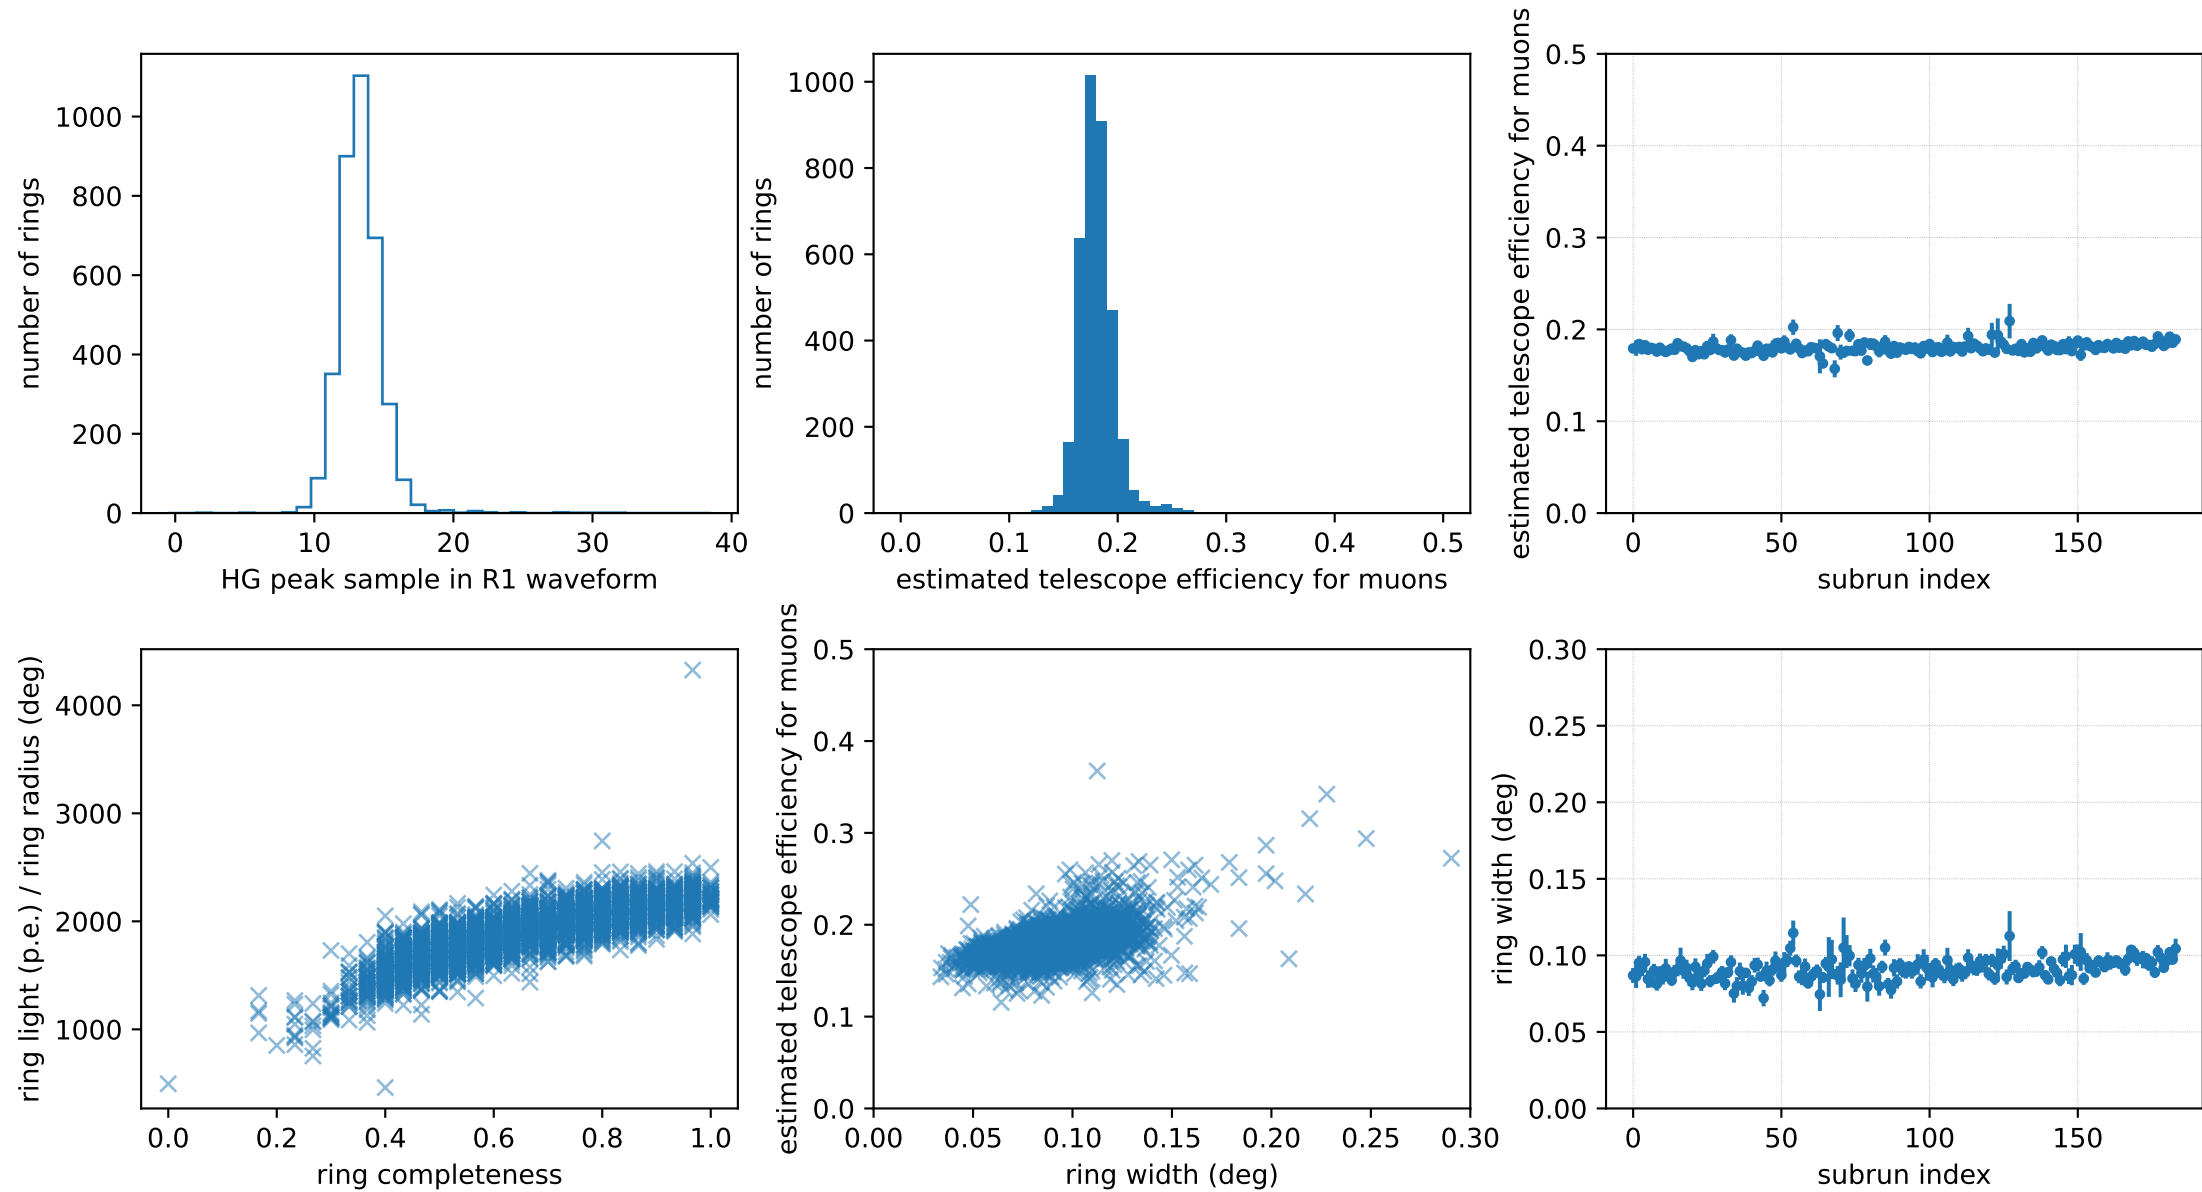 number of rings
1000
800
600
400
200
0
0 10 20 30 40
HG peak sample in R1 waveform
number of rings
1000
800
600
400
200
0
0.0 0.1 0.2 0.3 0.4 0.5
estimated telescope efficiency for muons
estimated telescope efficiency for muons
0.5
0.4
0.3
0.2
0.1
0.0
0 50 100 150
subrun index
ring light (p.e.) / ring radius (deg)
4000
3000
2000
1000
0.0 0.2 0.4 0.6 0.8 1.0
ring completeness
estimated telescope efficiency for muons
0.5
0.4
0.3
0.2
0.1
0.0
0.00 0.05 0.10 0.15 0.20 0.25 0.30
ring width (deg)
ring width (deg)
0.30
0.25
0.20
0.15
0.10
0.05
0.00
0 50 100 150
subrun index